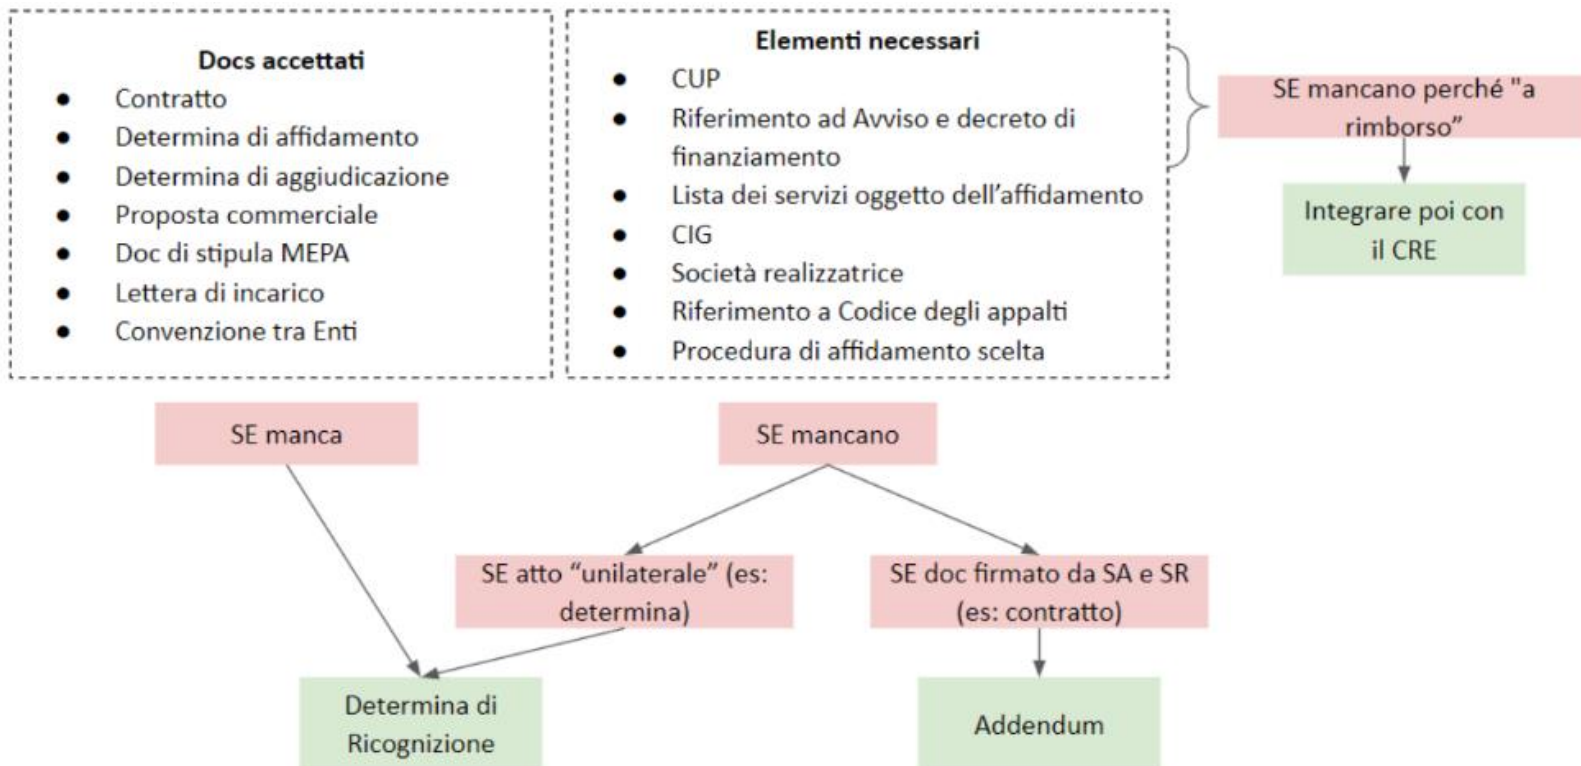 Docs accettati
● Contratto
● Determina di affidamento
● Determina di aggiudicazione
● Proposta commerciale
● Doc di stipula MEPA
● Lettera di incarico
● Convenzione tra Enti
Elementi necessari
● CUP
● Riferimento ad Avviso e decreto di
finanziamento
● Lista dei servizi oggetto dell’affidamento
● CIG
● Società realizzatrice
● Riferimento a Codice degli appalti
● Procedura di affidamento scelta
SE mancano perché "a
rimborso”
Integrare poi con
il CRE
SE manca
SE mancano
SE atto “unilaterale” (es:
determina)
SE doc firmato da SA e SR
(es: contratto)
Determina di
Ricognizione
Addendum